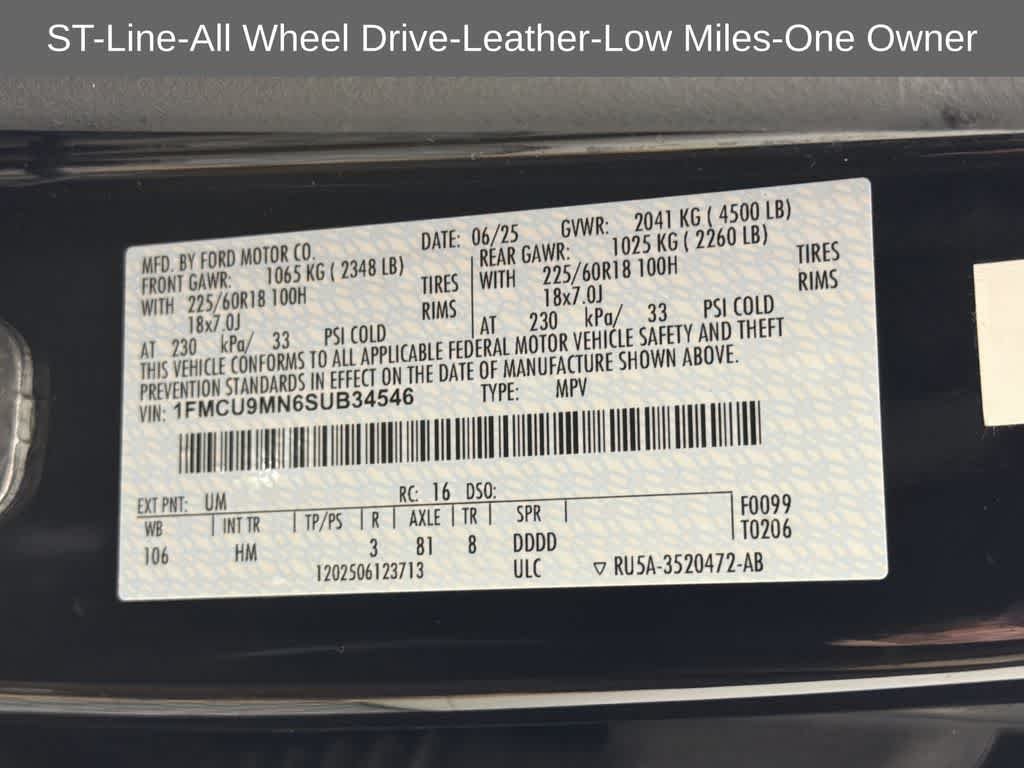 ST-Line-All Wheel Drive-Leather-Low Miles-One Owner
MFD. BY FORD MOTOR CO. DATE: 06/25 GVWR: 2041 KG ( 4500 LB)
FRONT GAWR: 1065 KG ( 2348 LB) REAR GAWR: 1025 KG ( 2260 LB)
WITH 225/60R18 100H TIRES WITH 225/60R18 100H TIRES
18x7.0J RIMS 18x7.0J RIMS
AT 230 kPa/ 33 PSI COLD AT 230 kPa/ 33 PSI COLD
THIS VEHICLE CONFORMS TO ALL APPLICABLE FEDERAL MOTOR VEHICLE SAFETY AND THEFT
PREVENTION STANDARDS IN EFFECT ON THE DATE OF MANUFACTURE SHOWN ABOVE.
VIN: 1FMCU9MN6SUB34546 TYPE: MPV
EXT PNT: UM RC: 16 DSO:
WB INT TR TP/PS R AXLE TR SPR F0099
106 HM 3 81 8 DDDD T0206
1202506123713 ULC ▽ RU5A-3520472-AB